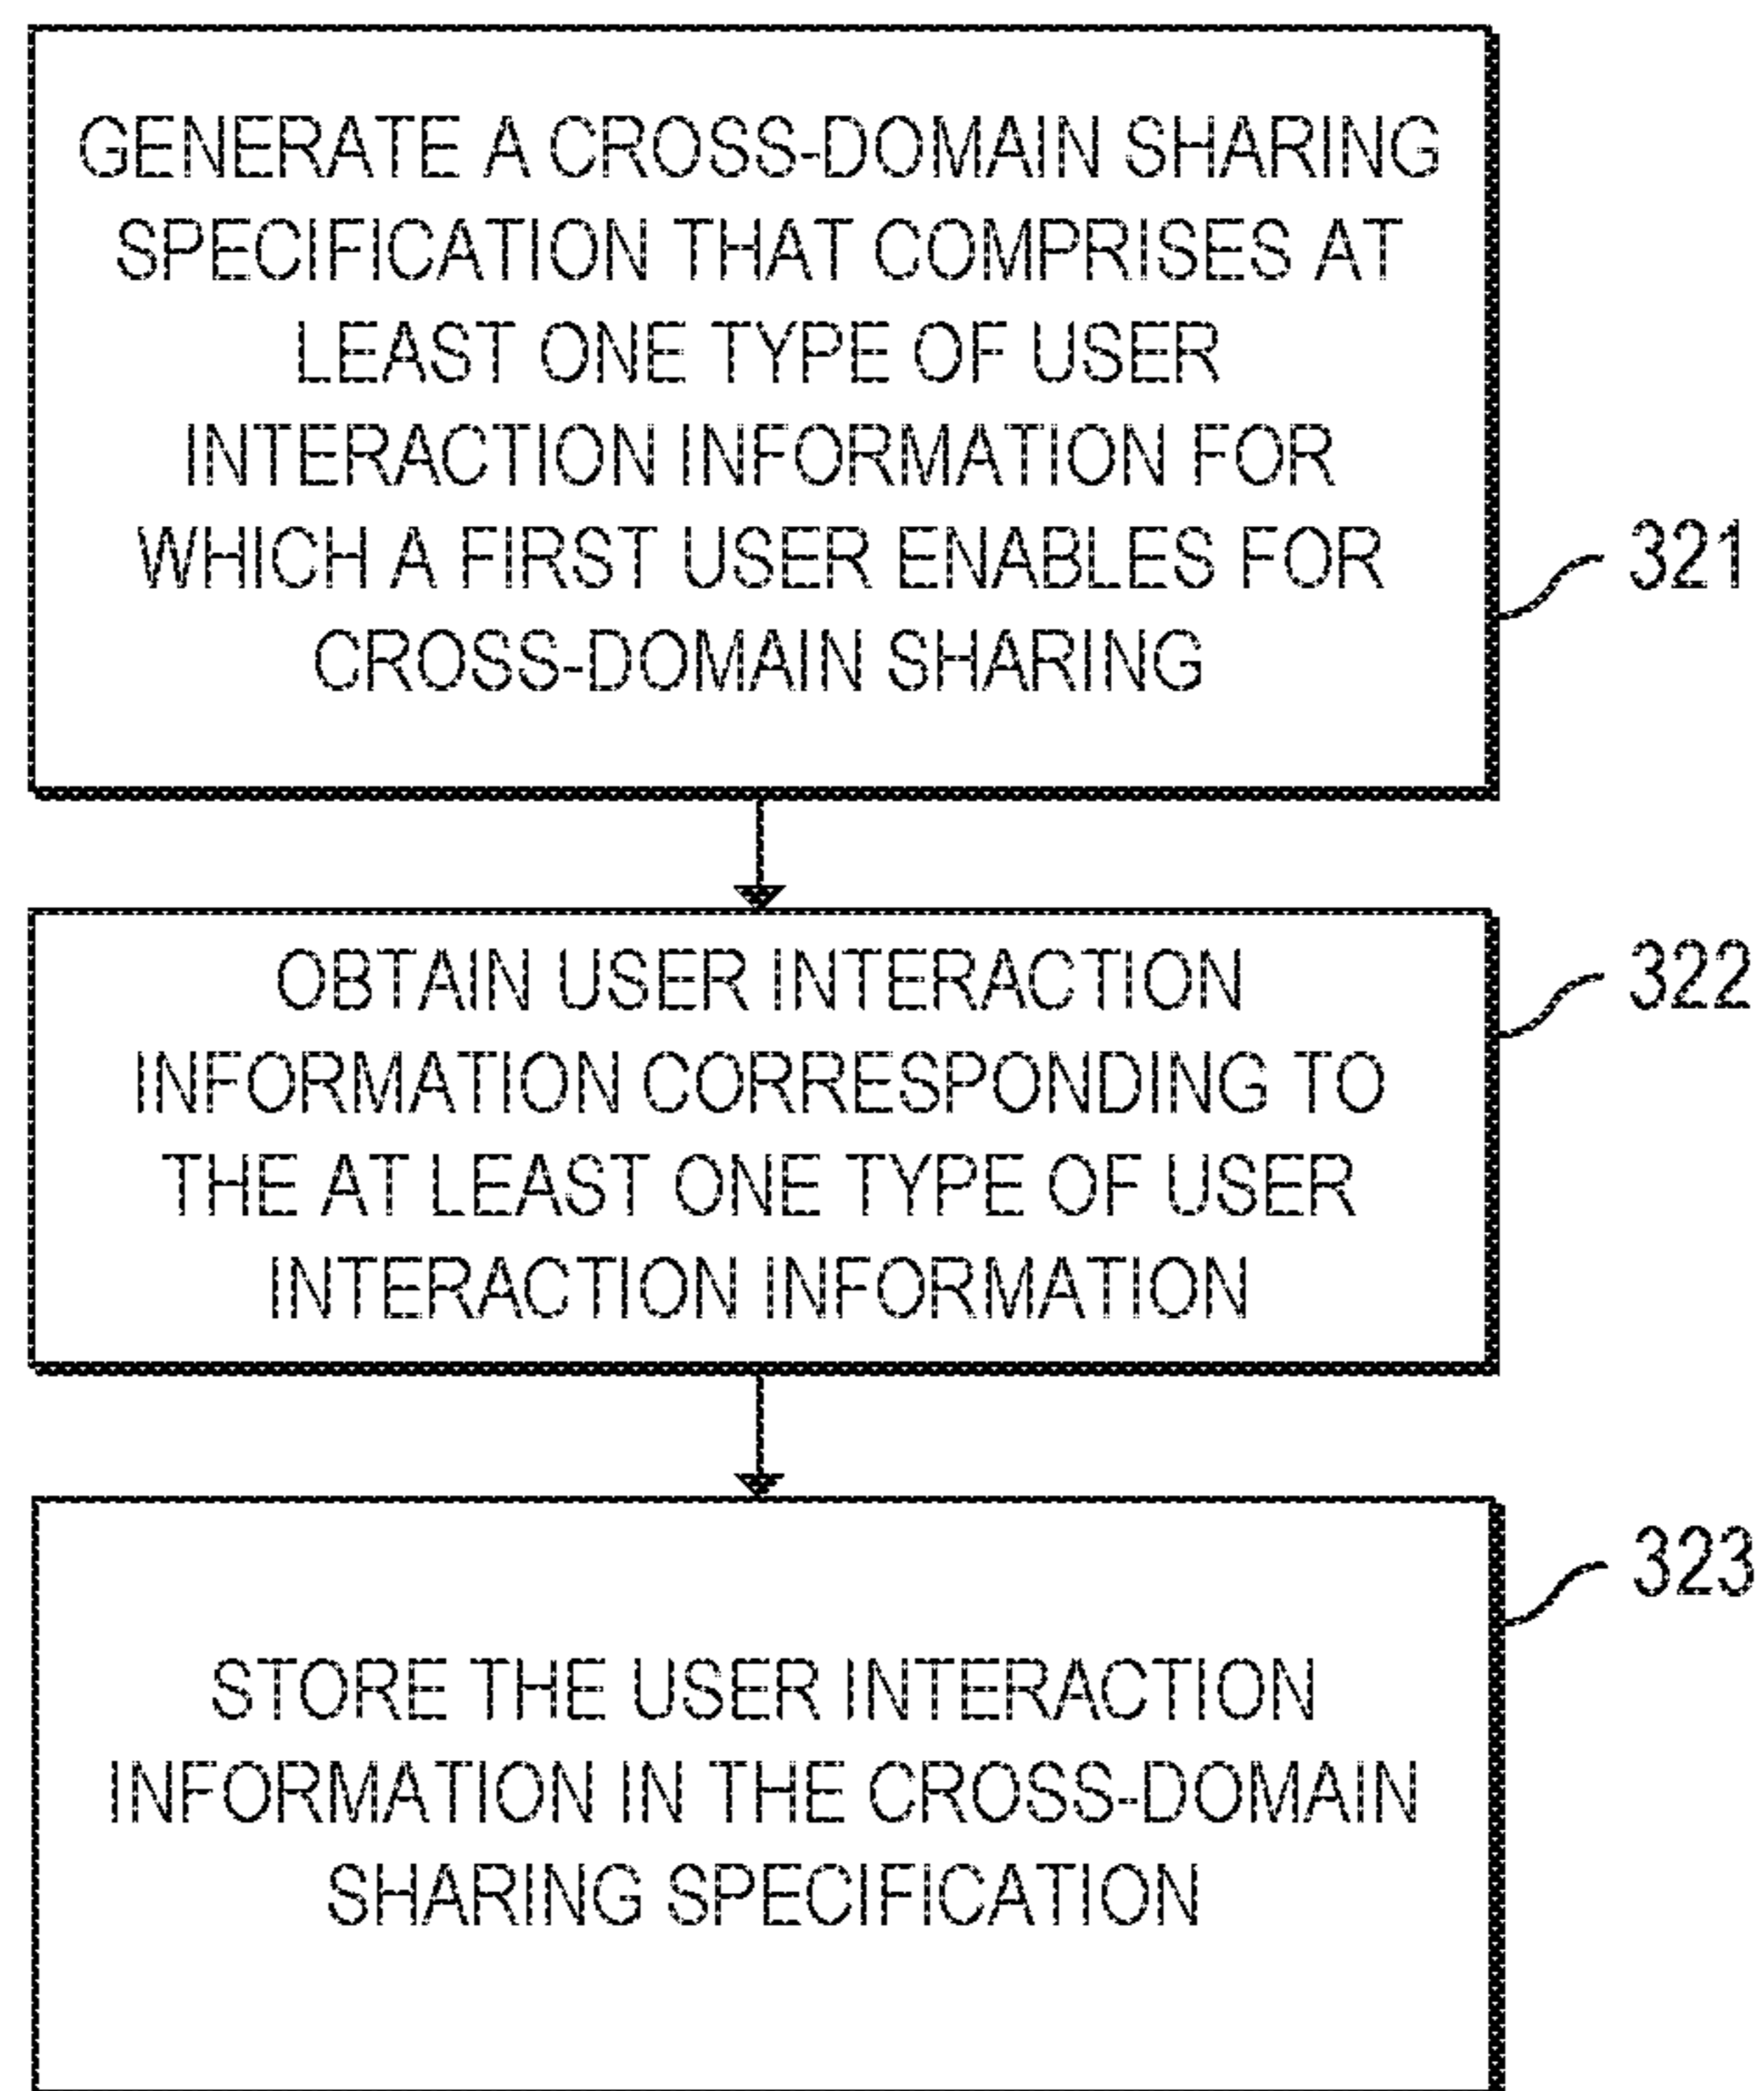 GENERATE A CROSS-DOMAIN SHARING
SPECIFICATION THAT COMPRISES AT
LEAST ONE TYPE OF USER
INTERACTION INFORMATION FOR
WHICH A FIRST USER ENABLES FOR
CROSS-DOMAIN SHARING
321
OBTAIN USER INTERACTION
INFORMATION CORRESPONDING TO
THE AT LEAST ONE TYPE OF USER
INTERACTION INFORMATION
322
STORE THE USER INTERACTION
INFORMATION IN THE CROSS-DOMAIN
SHARING SPECIFICATION
323